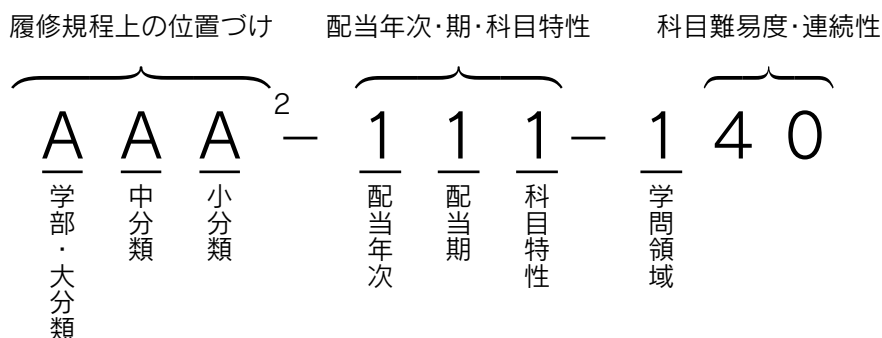 履修規程上の位置づけ 配当年次・期・科目特性 科目難易度・連続性
A A A2− 1 1 1 − 1 4 0
学部・大分類
中分類
小分類
配当年次
配当期
科目特性
学問領域